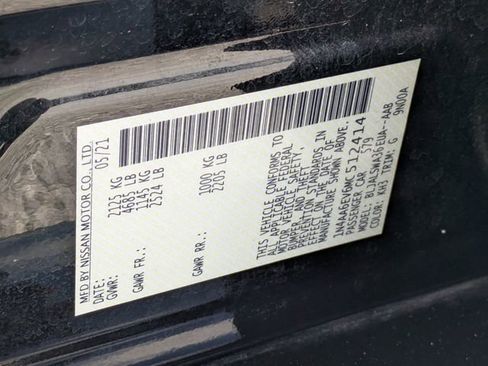 MFD BY NISSAN MOTOR CO., LTD.
DATE: 05/21
GVWR: 2125 KG
4685 LB
GAWR FR.: 1145 KG
2524 LB
GAWR RR.: 1000 KG
2205 LB
THIS VEHICLE CONFORMS TO
ALL APPLICABLE FEDERAL
MOTOR VEHICLE SAFETY,
BUMPER, AND THEFT
PREVENTION STANDARDS IN
EFFECT ON THE DATE OF
MANUFACTURE SHOWN ABOVE.
1N4AA6EV6MC512414
PASSENGER CAR 579
MODEL: BLJALSWA36EUA--AAB
COLOR: KH3 TRIM: G 9N00A